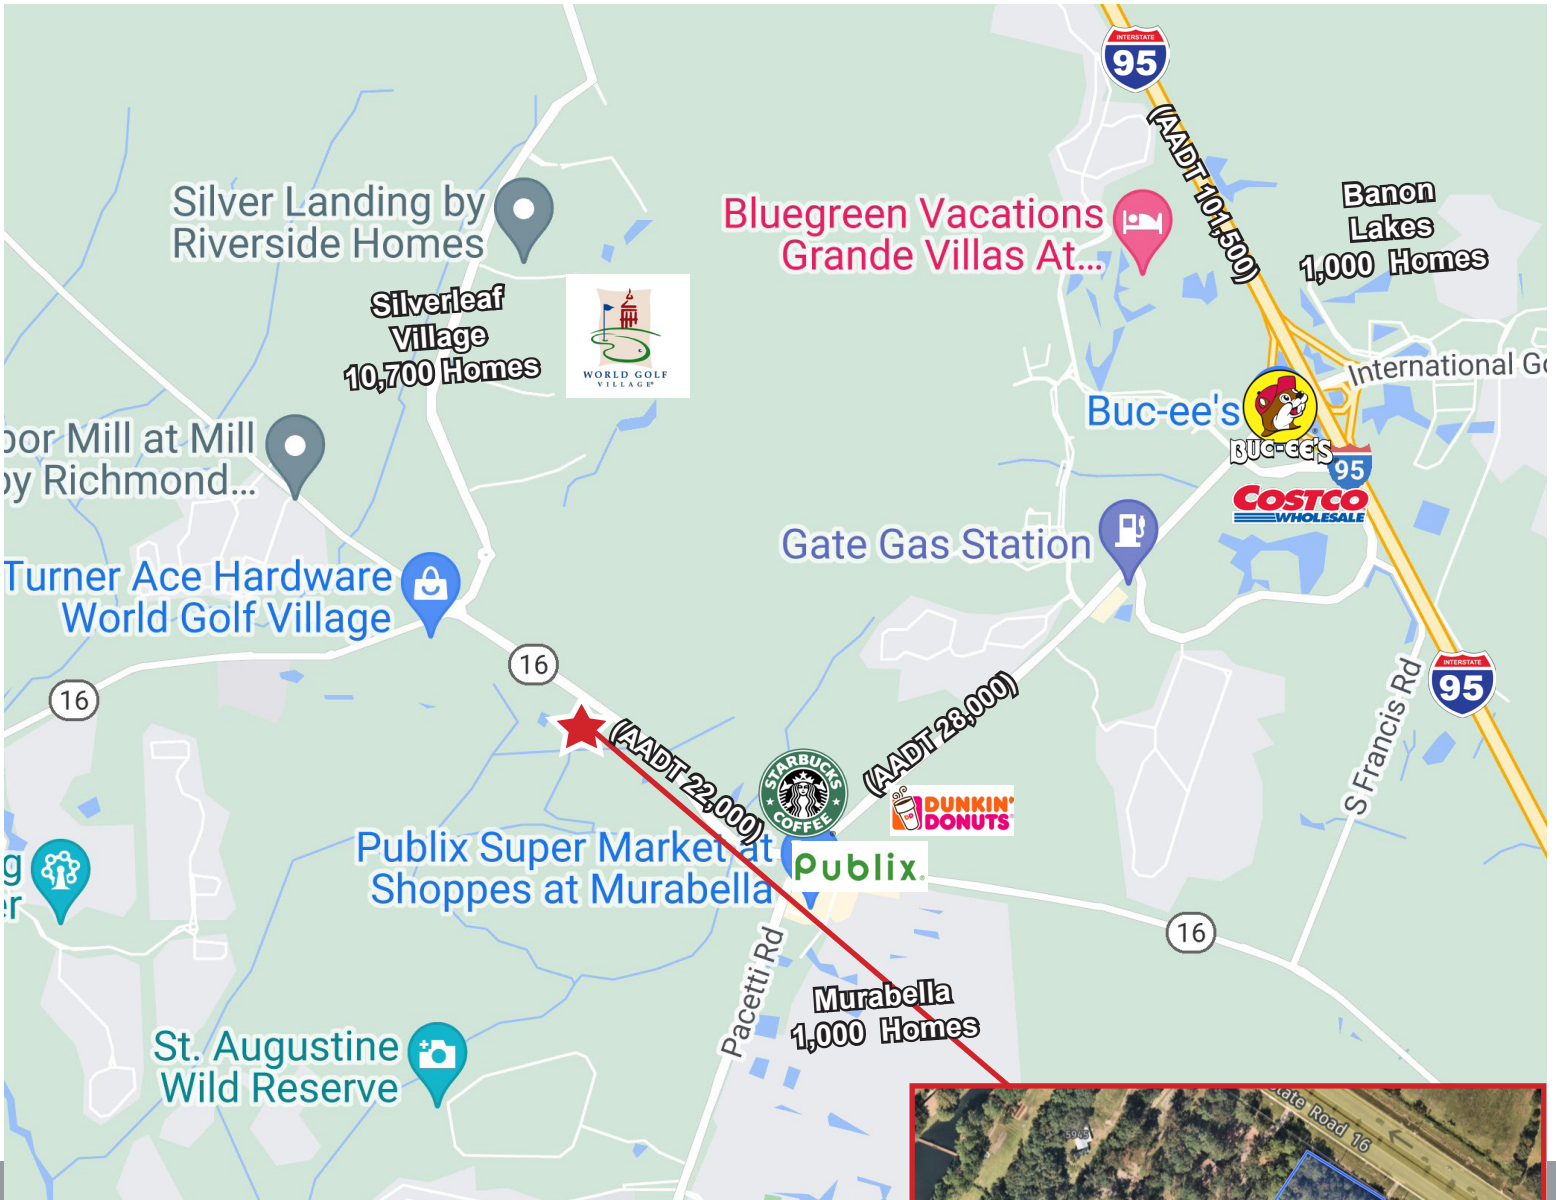 INTERSTATE
95
(AADT 101,500)
Silver Landing by
Riverside Homes
Bluegreen Vacations
Grande Villas At...
Banon
Lakes
1,000 Homes
Silverleaf
Village
10,700 Homes
WORLD GOLF
VILLAGE
International Go
Buc-ee's
BUC-EE'S
95
COSTCO
WHOLESALE
oor Mill at Mill
by Richmond...
Gate Gas Station
Turner Ace Hardware
World Golf Village
16
16
INTERSTATE
95
(AADT 28,000)
(AADT 22,000)
S Francis Rd
STARBUCKS
COFFEE
DUNKIN'
DONUTS
Publix Super Market at
Shoppes at Murabella
Publix.
g
er
16
Pacetti Rd
Murabella
1,000 Homes
St. Augustine
Wild Reserve
State Road 16